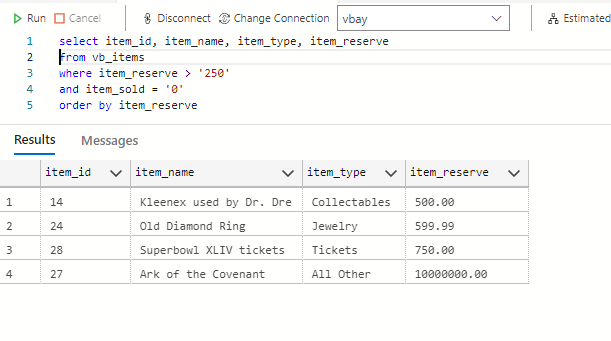 Run Cancel Disconnect Change Connection vbay Estimated
1 select item_id, item_name, item_type, item_reserve
2 from vb_items
3 where item_reserve > '250'
4 and item_sold = '0'
5 order by item_reserve
Results Messages
item_id item_name item_type item_reserve
1 14 Kleenex used by Dr. Dre Collectables 500.00
2 24 Old Diamond Ring Jewelry 599.99
3 28 Superbowl XLIV tickets Tickets 750.00
4 27 Ark of the Covenant All Other 10000000.00